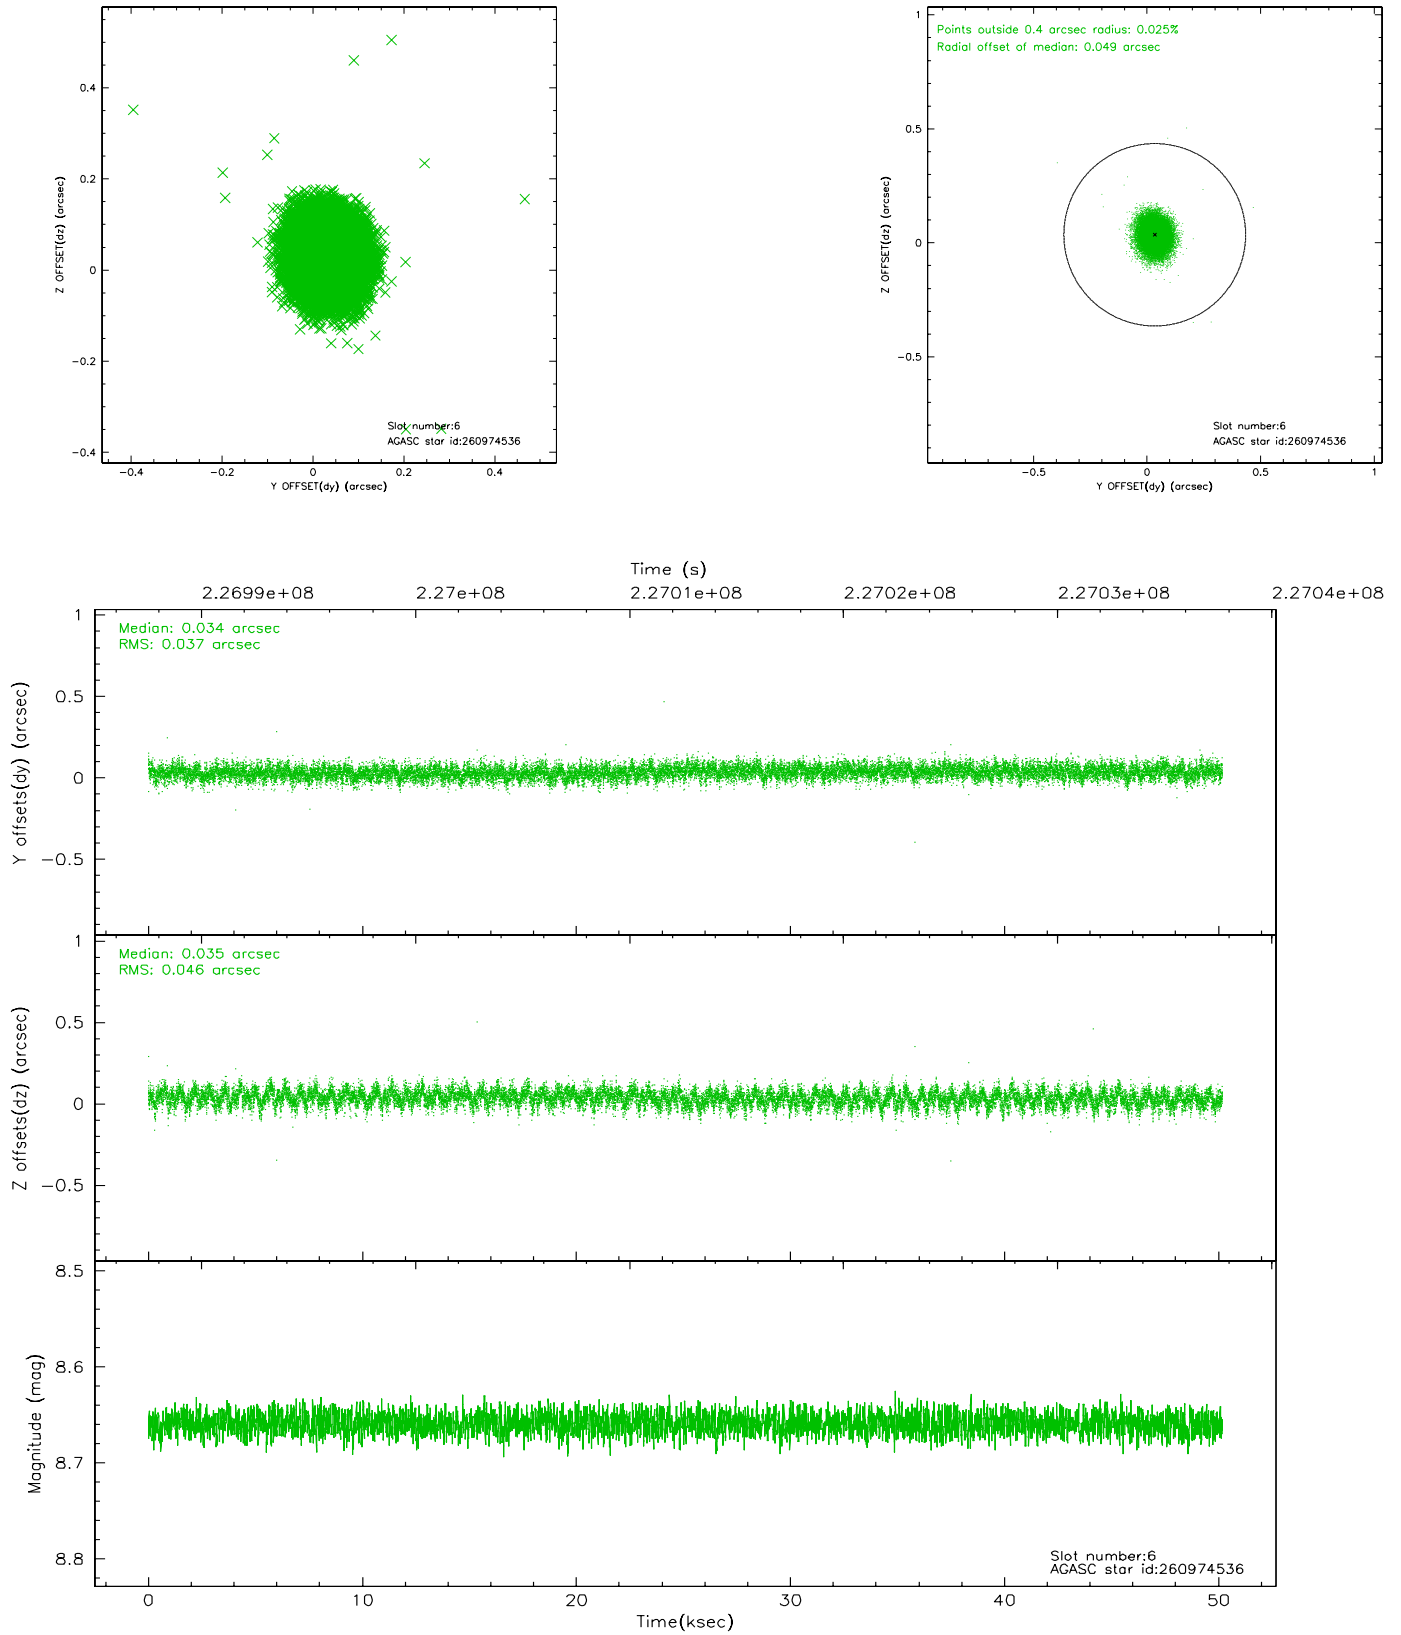 0.4
0.2
0
-0.2
-0.4
Z OFFSET(dz) (arcsec)
Slot number:6
AGASC star id:260974536
-0.4 -0.2 0 0.2 0.4
Y OFFSET(dy) (arcsec)
Points outside 0.4 arcsec radius: 0.025%
Radial offset of median: 0.049 arcsec
1
0.5
0
-0.5
Z OFFSET(dz) (arcsec)
Slot number:6
AGASC star id:260974536
-0.5 0 0.5 1
Y OFFSET(dy) (arcsec)
Time (s)
2.2699e+08 2.27e+08 2.2701e+08 2.2702e+08 2.2703e+08 2.2704e+08
Median: 0.034 arcsec
RMS: 0.037 arcsec
1
0.5
0
-0.5
Y offsets(dy) (arcsec)
Median: 0.035 arcsec
RMS: 0.046 arcsec
1
0.5
0
-0.5
Z offsets(dz) (arcsec)
8.5
8.6
8.7
8.8
Magnitude (mag)
Slot number:6
AGASC star id:260974536
0 10 20 30 40 50
Time(ksec)